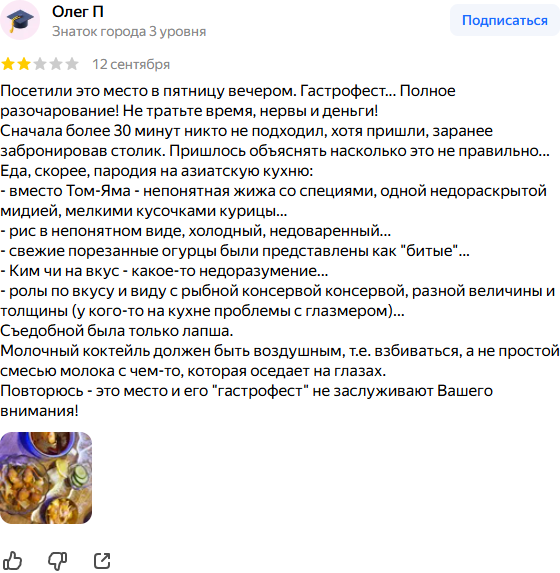 Олег П
Знаток города 3 уровня
Подписаться
12 сентября
Посетили это место в пятницу вечером. Гастрофест... Полное
разочарование! Не тратьте время, нервы и деньги!
Сначала более 30 минут никто не подходил, хотя пришли, заранее
забронировав столик. Пришлось объяснять насколько это не правильно...
Еда, скорее, пародия на азиатскую кухню:
- вместо Том-Яма - непонятная жижа со специями, одной недораскрытой
мидией, мелкими кусочками курицы...
- рис в непонятном виде, холодный, недоваренный...
- свежие порезанные огурцы были представлены как "битые"...
- Ким чи на вкус - какое-то недоразумение...
- ролы по вкусу и виду с рыбной консервой консервой, разной величины и
толщины (у кого-то на кухне проблемы с глазмером)...
Съедобной была только лапша.
Молочный коктейль должен быть воздушным, т.е. взбиваться, а не простой
смесью молока с чем-то, которая оседает на глазах.
Повторюсь - это место и его "гастрофест" не заслуживают Вашего
внимания!